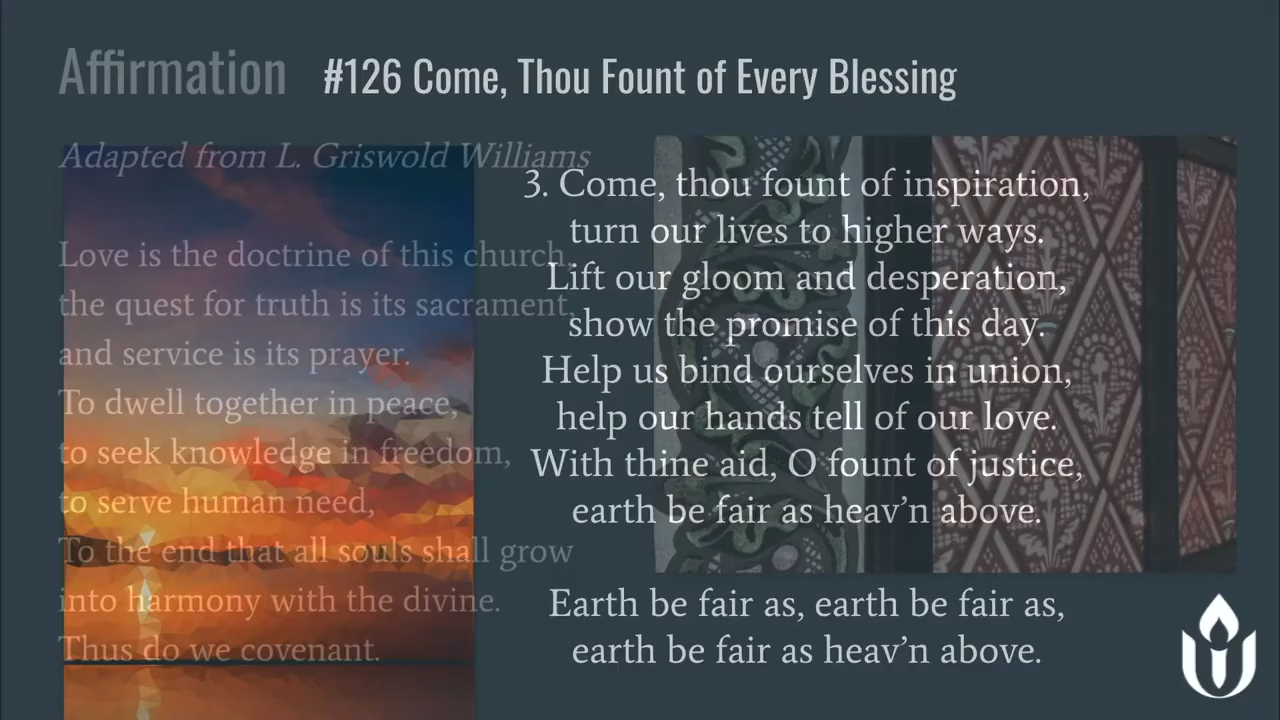 Affirmation
#126 Come, Thou Fount of Every Blessing
Adapted from L. Griswold Williams
Love is the doctrine of this church,
the quest for truth is its sacrament,
and service is its prayer.
To dwell together in peace,
to seek knowledge in freedom,
to serve human need,
To the end that all souls shall grow
into harmony with the divine.
Thus do we covenant.
3. Come, thou fount of inspiration,
turn our lives to higher ways.
Lift our gloom and desperation,
show the promise of this day.
Help us bind ourselves in union,
help our hands tell of our love.
With thine aid, O fount of justice,
earth be fair as heav’n above.
Earth be fair as, earth be fair as,
earth be fair as heav’n above.